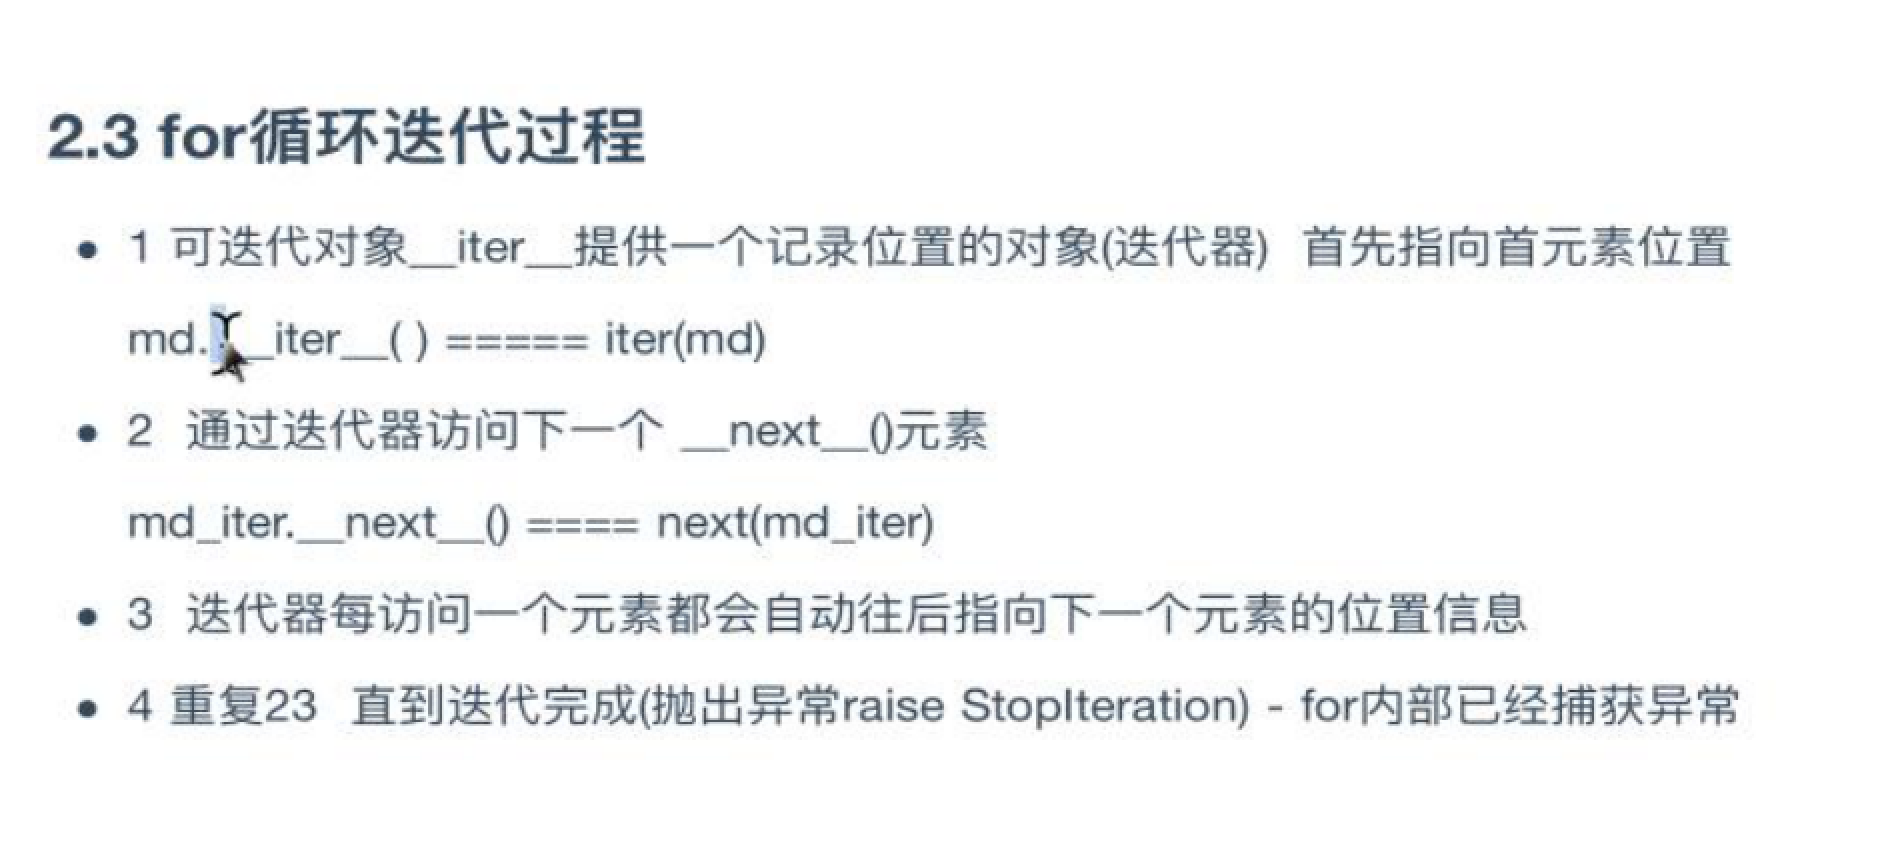 2.3 for循环迭代过程
1 可迭代对象__iter__提供一个记录位置的对象(迭代器) 首先指向首元素位置
md.__iter__( ) ===== iter(md)
2 通过迭代器访问下一个 __next__()元素
md_iter.__next__() ==== next(md_iter)
3 迭代器每访问一个元素都会自动往后指向下一个元素的位置信息
4 重复23 直到迭代完成(抛出异常raise StopIteration) - for内部已经捕获异常